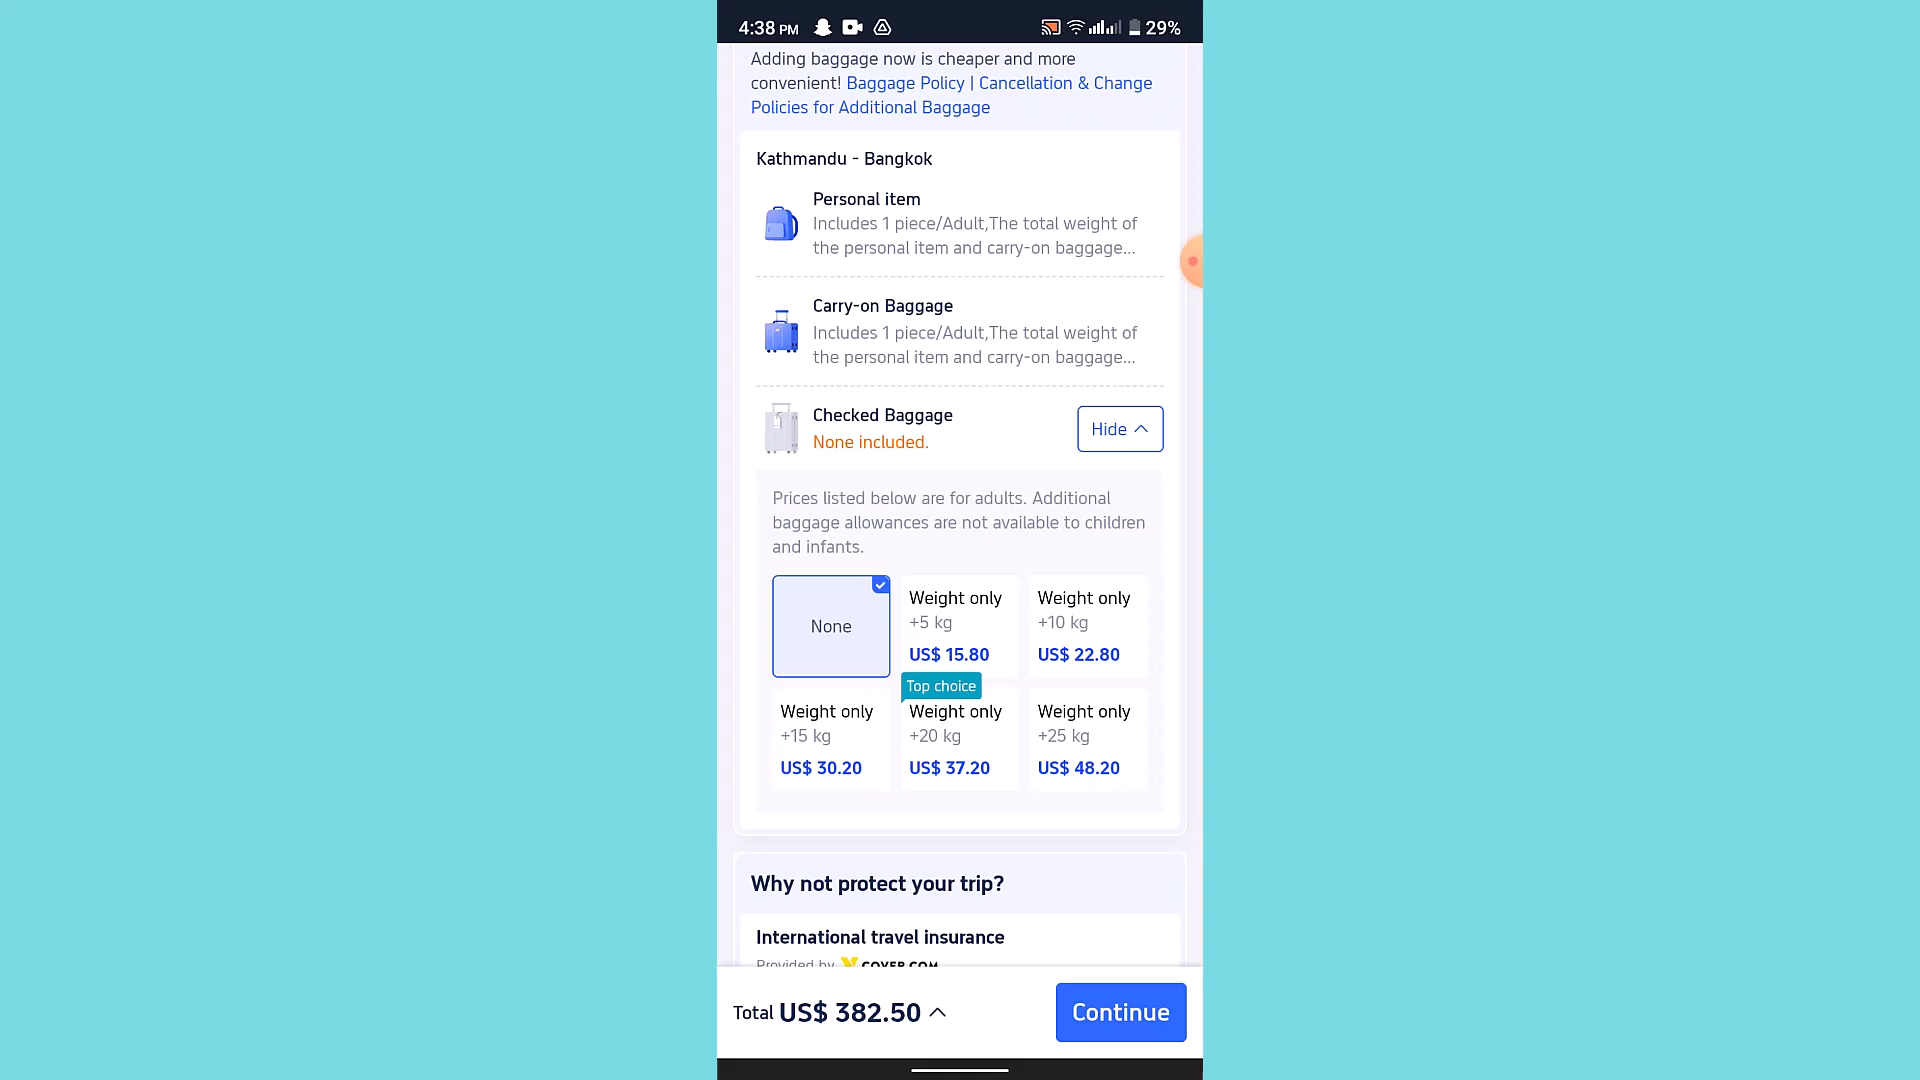 4:38 PM
29%
Adding baggage now is cheaper and more
convenient! Baggage Policy | Cancellation & Change
Policies for Additional Baggage
Kathmandu - Bangkok
Personal item
Includes 1 piece/Adult,The total weight of
the personal item and carry-on baggage...
Carry-on Baggage
Includes 1 piece/Adult,The total weight of
the personal item and carry-on baggage...
Checked Baggage
None included.
Hide
Prices listed below are for adults. Additional
baggage allowances are not available to children
and infants.
None
Weight only
+5 kg
US$ 15.80
Weight only
+10 kg
US$ 22.80
Weight only
+15 kg
US$ 30.20
Top choice
Weight only
+20 kg
US$ 37.20
Weight only
+25 kg
US$ 48.20
Why not protect your trip?
International travel insurance
Provided by COVER.COM
Total US$ 382.50
Continue